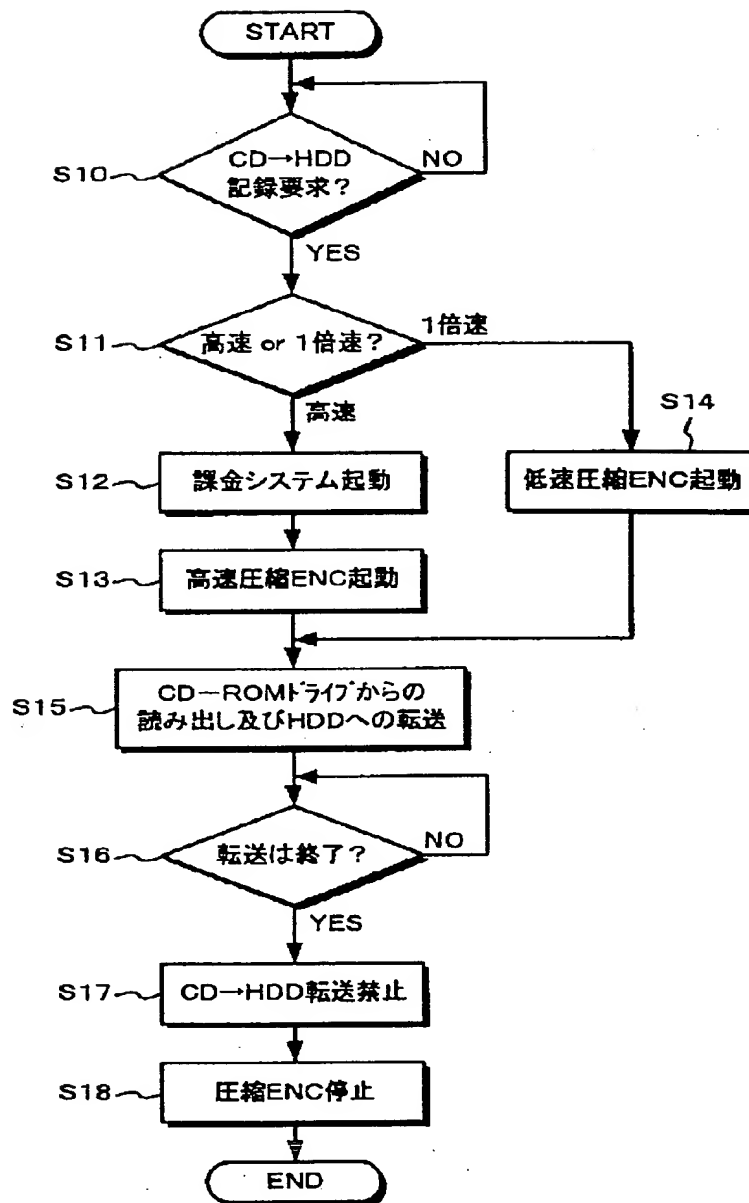 START
S10
CD→HDD
記録要求?
NO
YES
S11
高速 or 1倍速?
1倍速
高速
S14
S12
課金システム起動
低速圧縮ENC起動
S13
高速圧縮ENC起動
S15
CD-ROMドライブからの
読み出し及びHDDへの転送
S16
転送は終了?
NO
YES
S17
CD→HDD転送禁止
S18
圧縮ENC停止
END